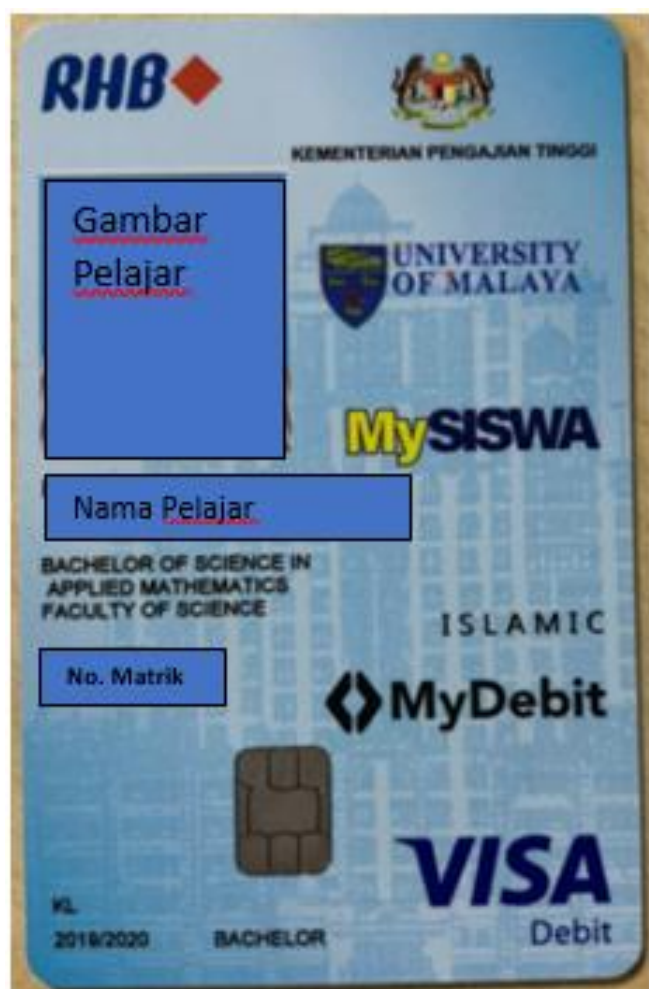 RHB
KEMENTERIAN PENGAJIAN TINGGI
Gambar
Pelajar
UNIVERSITY
OF MALAYA
MySISWA
Nama Pelajar
BACHELOR OF SCIENCE IN
APPLIED MATHEMATICS
FACULTY OF SCIENCE
ISLAMIC
No. Matrik
MyDebit
VISA
Debit
KL
2019/2020 BACHELOR